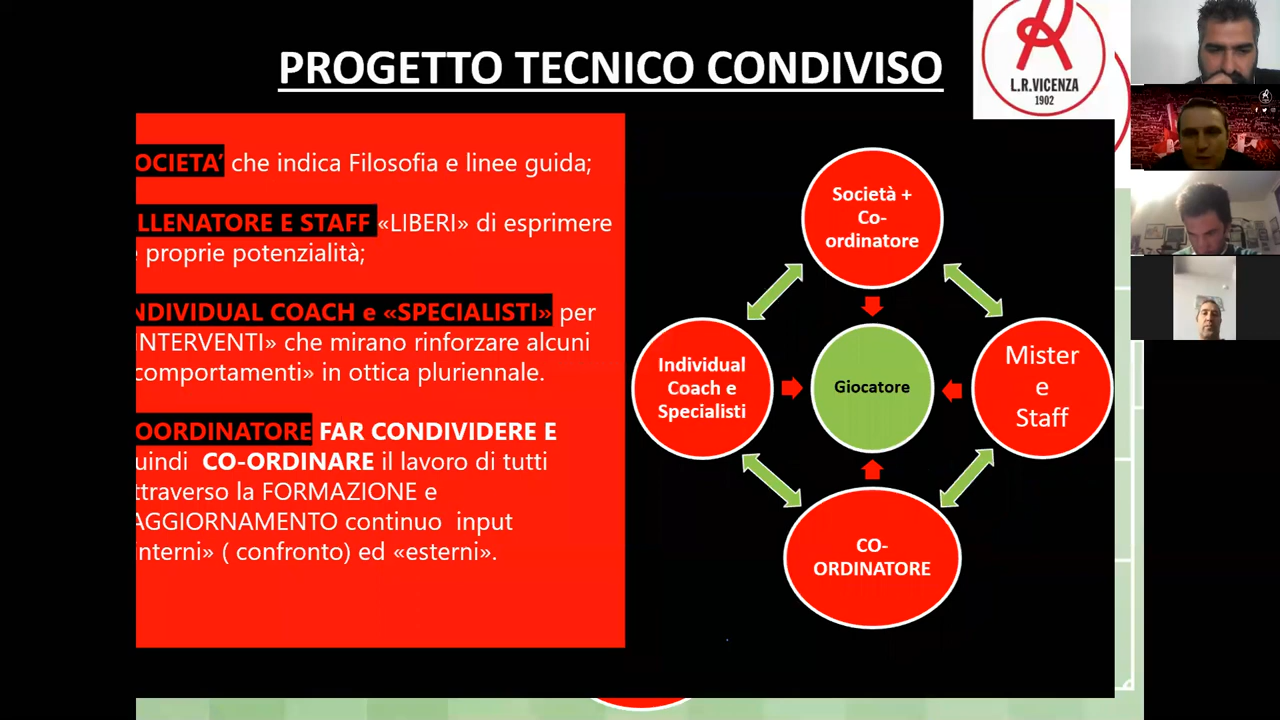 PROGETTO TECNICO CONDIVISO
L.R.VICENZA
1902
OCIETA’ che indica Filosofia e linee guida;
LLENATORE E STAFF «LIBERI» di esprimere
proprie potenzialità;
NDIVIDUAL COACH e «SPECIALISTI» per
INTERVENTI» che mirano rinforzare alcuni
comportamenti» in ottica pluriennale.
OORDINATORE FAR CONDIVIDERE E
uindi CO-ORDINARE il lavoro di tutti
ttraverso la FORMAZIONE e
AGGIORNAMENTO continuo input
interni» ( confronto) ed «esterni».
Società +
Co-
ordinatore
Individual
Coach e
Specialisti
Giocatore
Mister
e
Staff
CO-
ORDINATORE